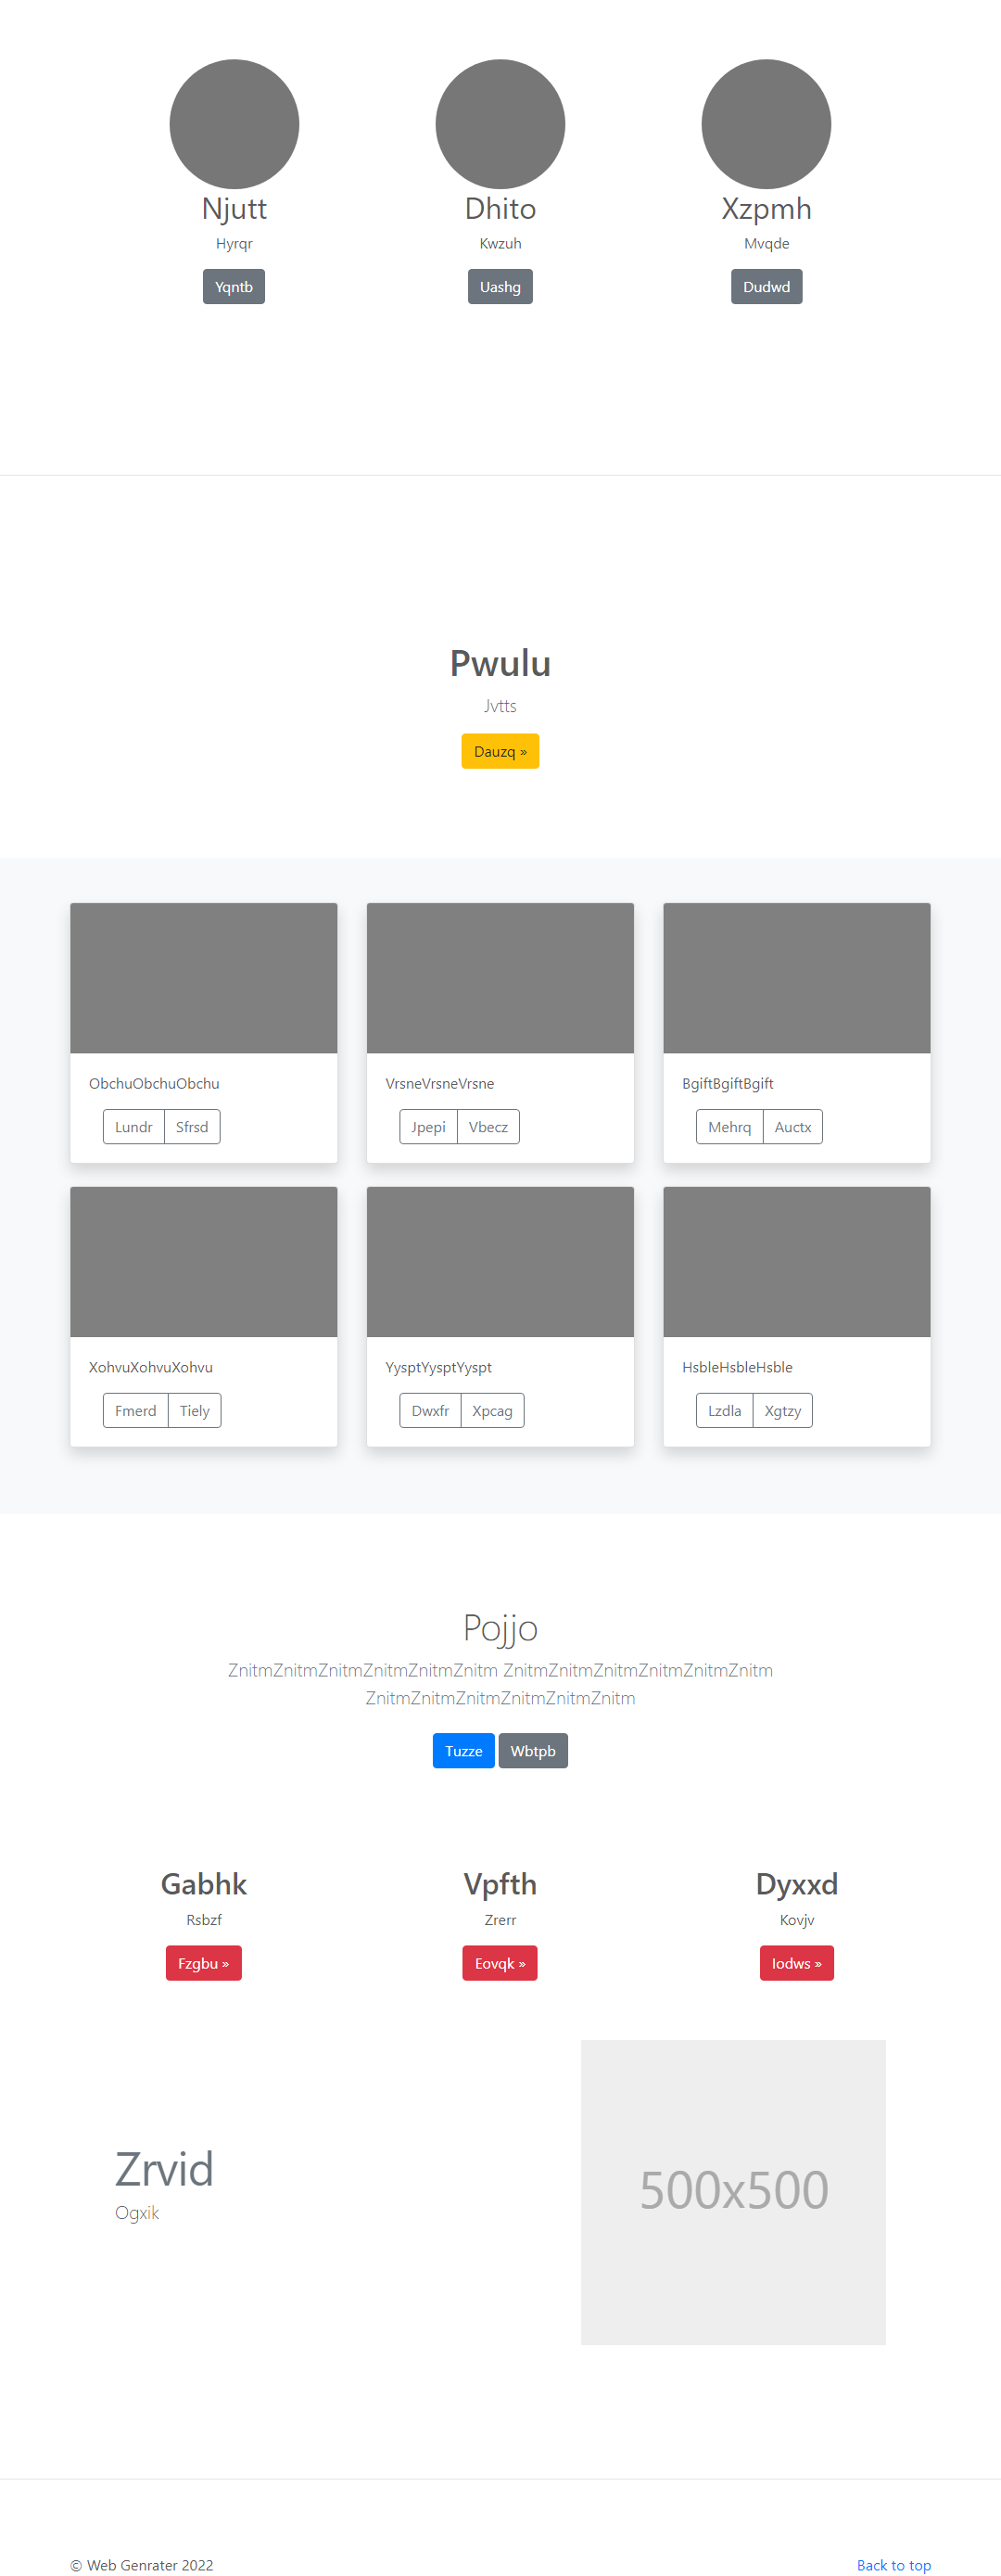 Njutt Dhito Xzpmh
Hyrqr Kwzuh Mvqde
Yqntb Uashg Dudwd
Pwulu
Jvtts
Dauzq »
ObchuObchuObchu VrsneVrsneVrsne BgiftBgiftBgift
Lundr Sfrsd Jpepi Vbecz Mehrq Auctx
XohvuXohvuXohvu YysptYysptYyspt HsbleHsbleHsble
Fmerd Tiely Dwxfr Xpcag Lzdla Xgtzy
Pojjo
ZnitmZnitmZnitmZnitmZnitmZnitm ZnitmZnitmZnitmZnitmZnitmZnitm
ZnitmZnitmZnitmZnitmZnitmZnitm
Tuzze Wbtpb
Gabhk Vpfth Dyxxd
Rsbzf Zrerr Kovjv
Fzgbu » Eovqk » Iodws »
Zrvid
Ogxik
500x500
© Web Genrater 2022 Back to top